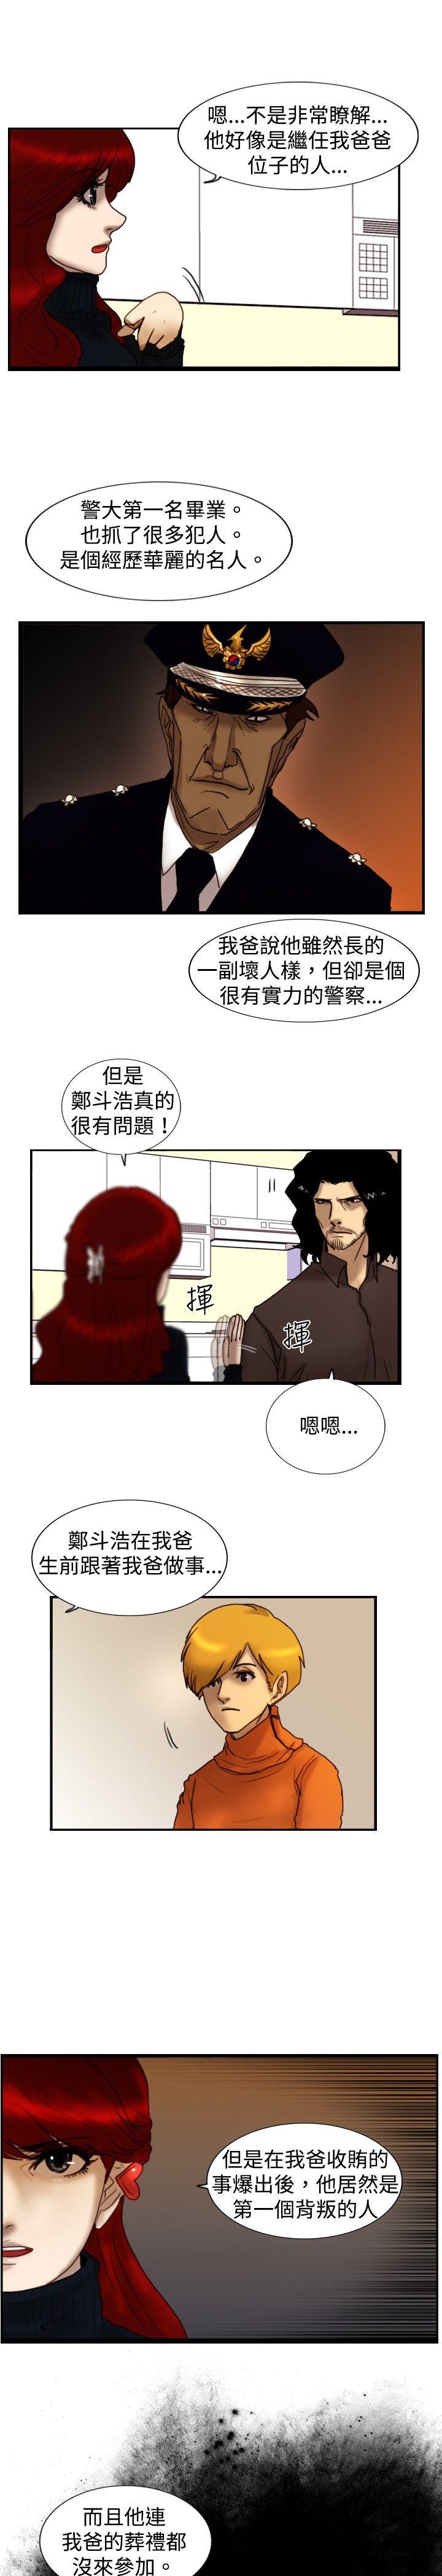 嗯...不是非常瞭解...
他好像是繼任我爸爸
位子的人...
警大第一名畢業。
也抓了很多犯人。
是個經歷華麗的名人。
我爸說他雖然長的
一副壞人樣，但卻是個
很有實力的警察...
但是
鄭斗浩真的
很有問題！
揮
揮
嗯嗯...
鄭斗浩在我爸
生前跟著我爸做事...
但是在我爸收賄的
事爆出後，他居然是
第一個背叛的人
而且他連
我爸的葬禮都
沒來參加。